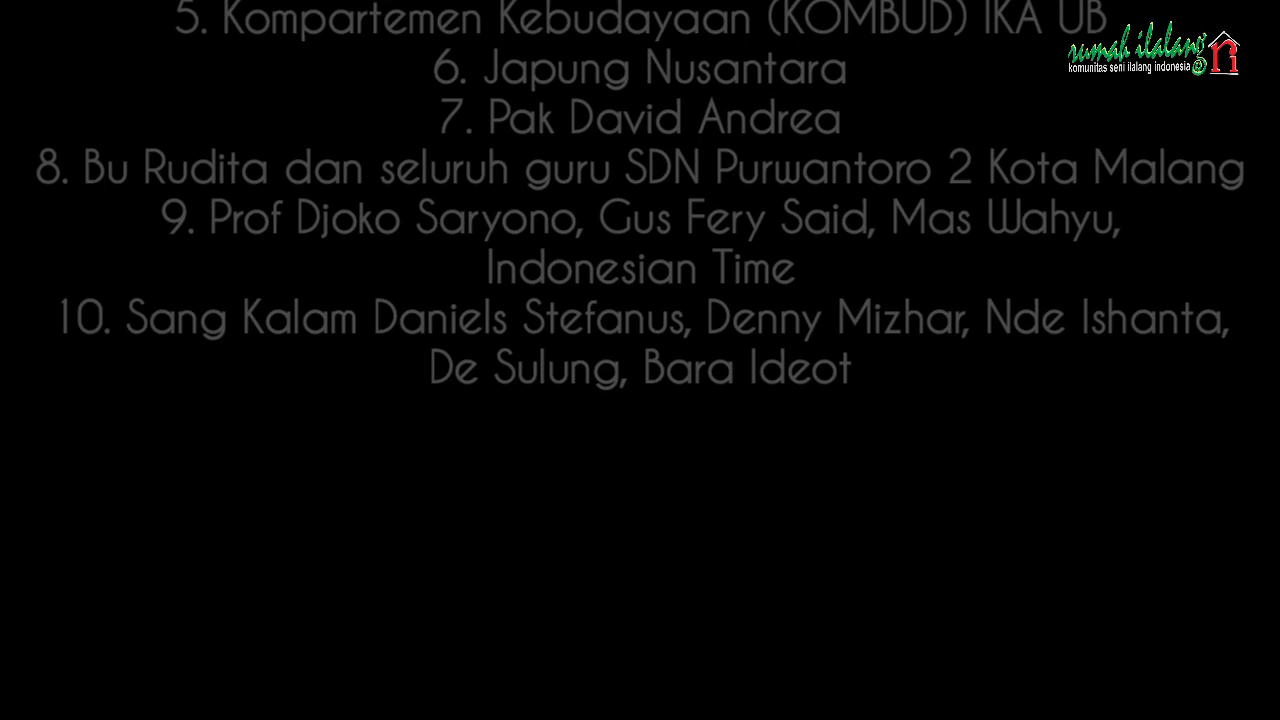 5. Kompartemen Kebudayaan (KOMBUD) IKA UB
rumah ilalang
komunitas seni ilalang indonesia
6. Japung Nusantara
7. Pak David Andrea
8. Bu Rudita dan seluruh guru SDN Purwantoro 2 Kota Malang
9. Prof Djoko Saryono, Gus Fery Said, Mas Wahyu,
Indonesian Time
10. Sang Kalam Daniels Stefanus, Denny Mizhar, Nde Ishanta,
De Sulung, Bara Ideot